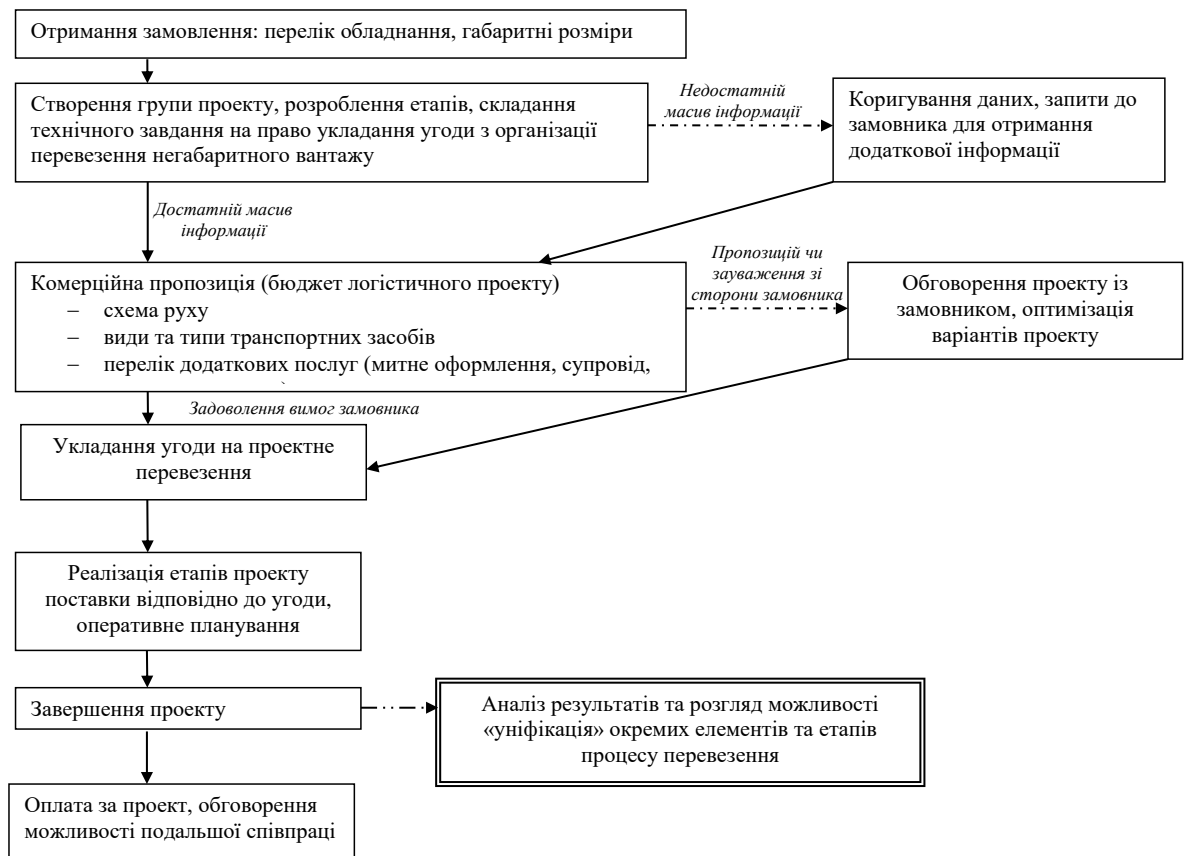 Отримання замовлення: перелік обладнання, габаритні розміри
Створення групи проекту, розроблення етапів, складання
технічного завдання на право укладання угоди з організації
перевезення негабаритного вантажу
Недостатній
масив інформації
Коригування даних, запити до
замовника для отримання
додаткової інформації
Достатній масив
інформації
Комерційна пропозиція (бюджет логістичного проекту)
– схема руху
– види та типи транспортних засобів
– перелік додаткових послуг (митне оформлення, супровід,
Пропозицій чи
зауваження зі
сторони замовника
Обговорення проекту із
замовником, оптимізація
варіантів проекту
Задоволення вимог замовника
Укладання угоди на проектне
перевезення
Реалізація етапів проекту
поставки відповідно до угоди,
оперативне планування
Завершення проекту
Аналіз результатів та розгляд можливості
«уніфікація» окремих елементів та етапів
процесу перевезення
Оплата за проект, обговорення
можливості подальшої співпраці